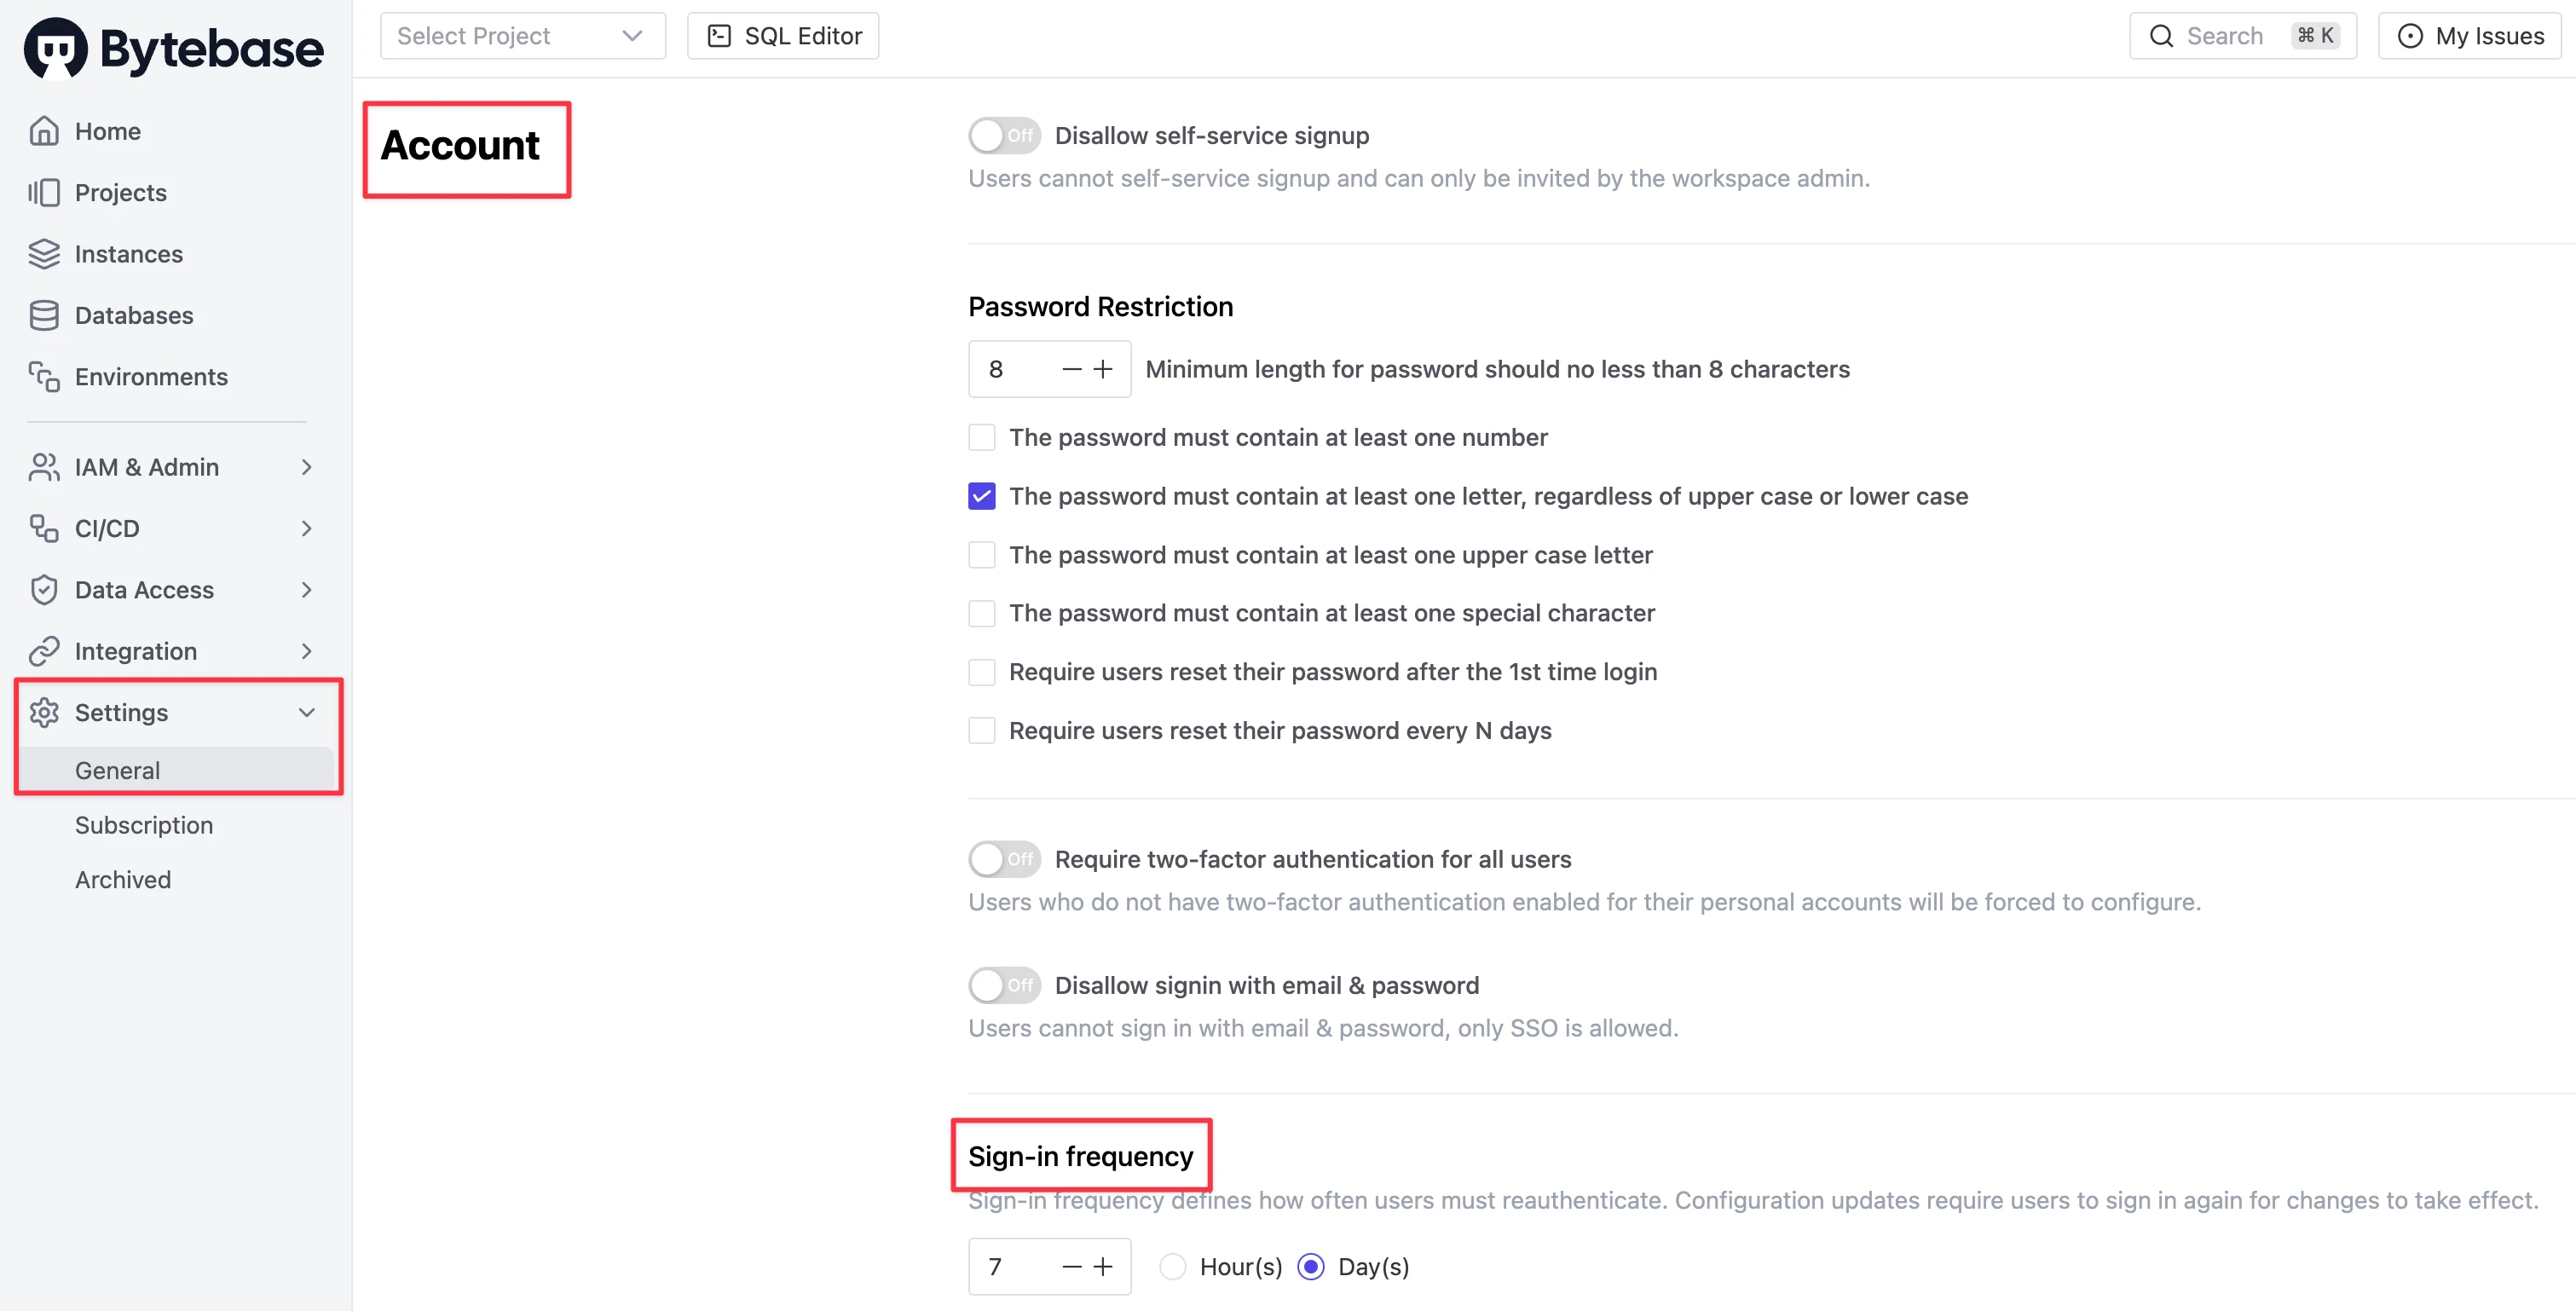 Bytebase
Select Project
SQL Editor
Search
⌘ K
My Issues
Home
Projects
Instances
Databases
Environments
IAM & Admin
CI/CD
Data Access
Integration
Settings
General
Subscription
Archived
Account
Off
Disallow self-service signup
Users cannot self-service signup and can only be invited by the workspace admin.
Password Restriction
8
Minimum length for password should no less than 8 characters
The password must contain at least one number
The password must contain at least one letter, regardless of upper case or lower case
The password must contain at least one upper case letter
The password must contain at least one special character
Require users reset their password after the 1st time login
Require users reset their password every N days
Off
Require two-factor authentication for all users
Users who do not have two-factor authentication enabled for their personal accounts will be forced to configure.
Off
Disallow signin with email & password
Users cannot sign in with email & password, only SSO is allowed.
Sign-in frequency
Sign-in frequency defines how often users must reauthenticate. Configuration updates require users to sign in again for changes to take effect.
7
Hour(s)
Day(s)